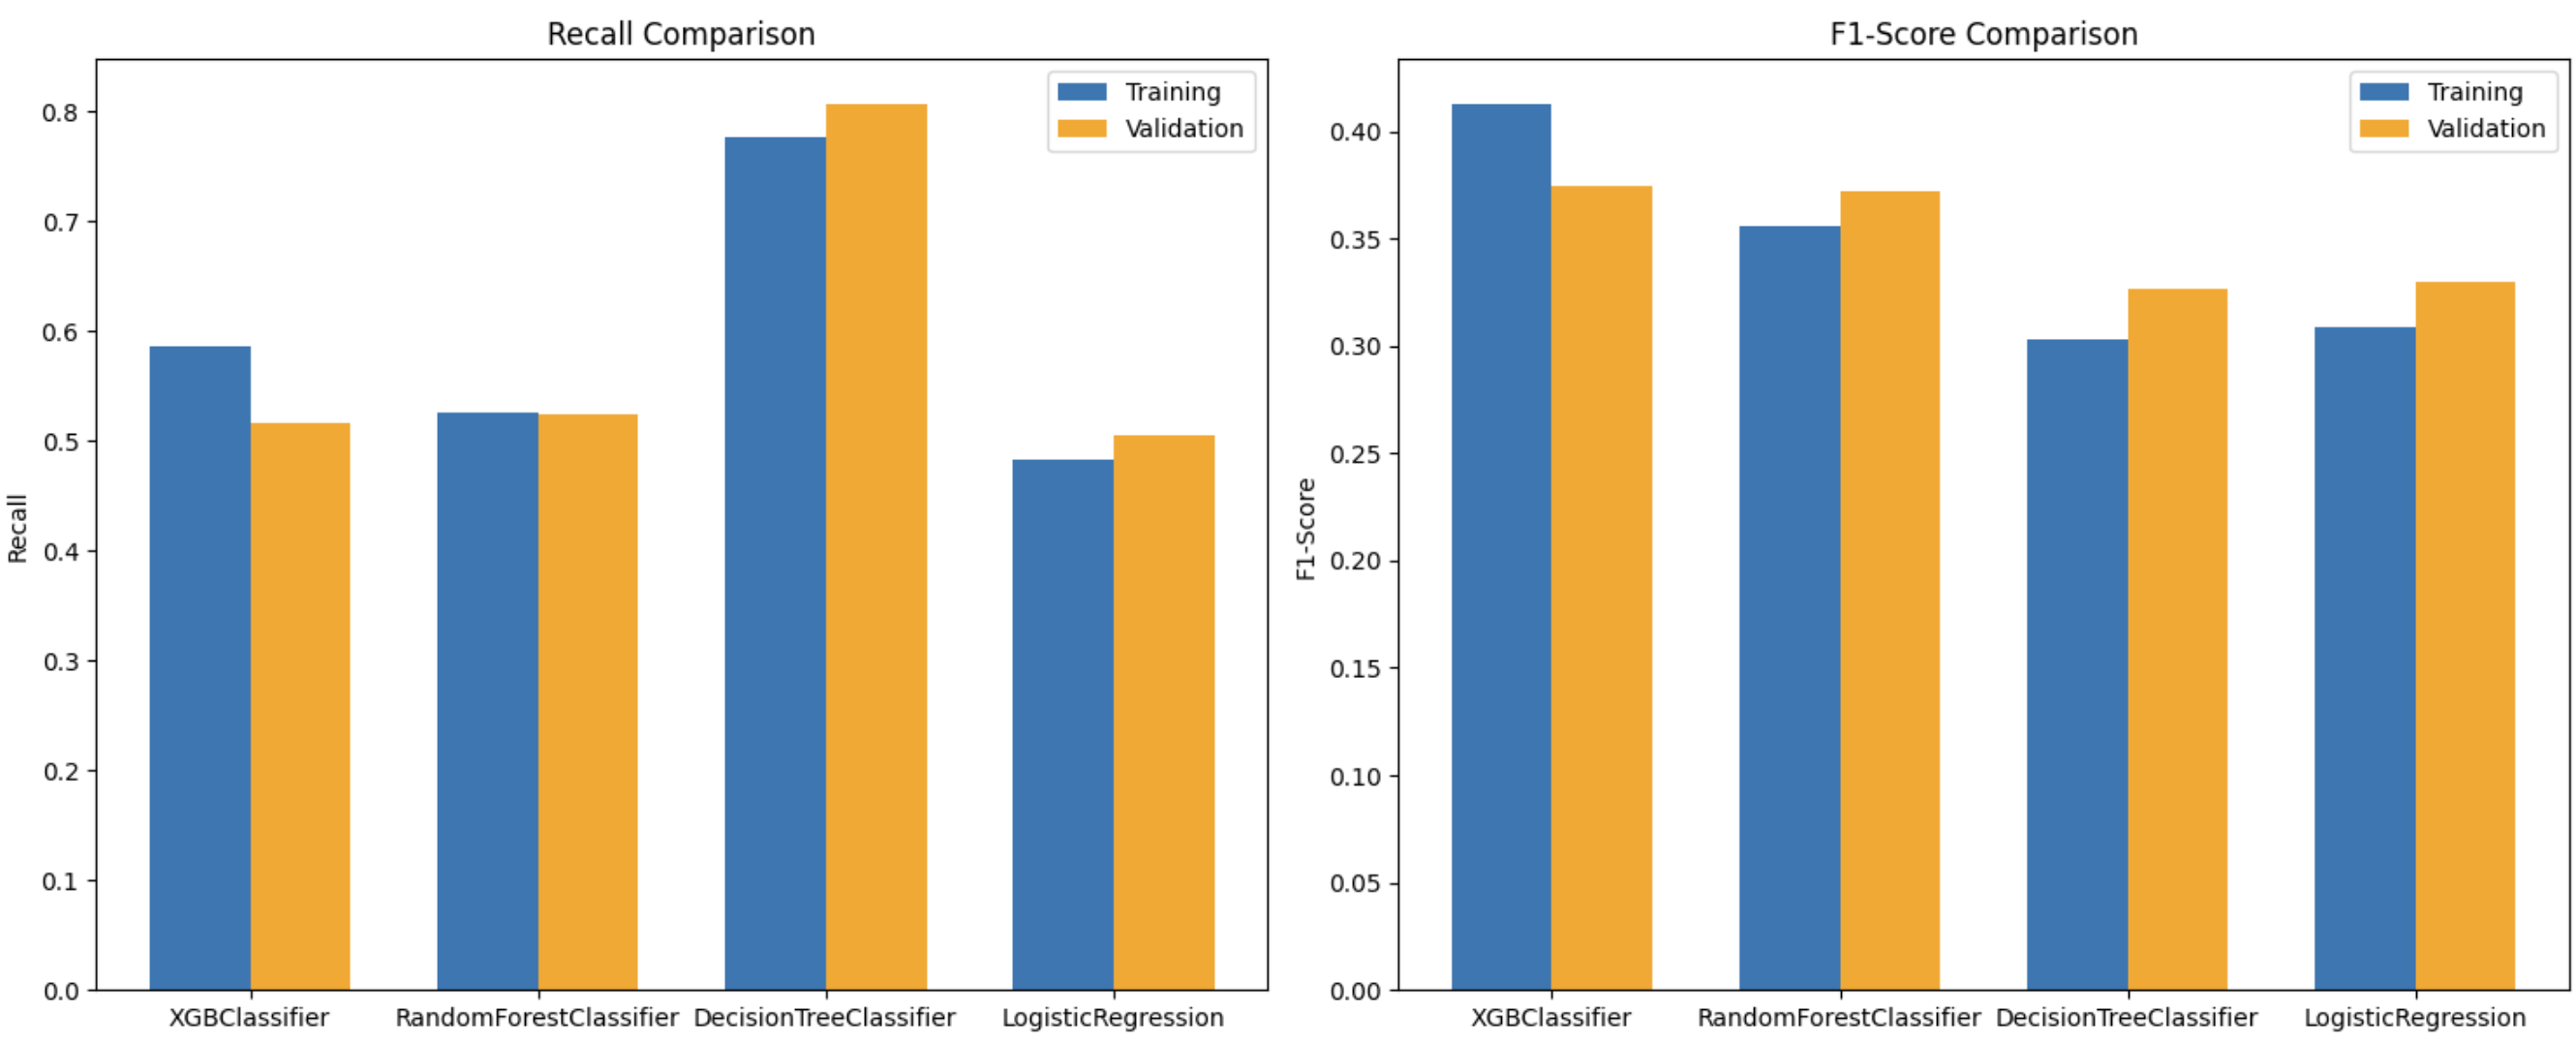 Recall Comparison
Training
Validation
0.8
0.7
0.6
0.5
0.4
0.3
0.2
0.1
0.0
Recall
XGBClassifier RandomForestClassifier DecisionTreeClassifier LogisticRegression
F1-Score Comparison
Training
Validation
0.40
0.35
0.30
0.25
0.20
0.15
0.10
0.05
0.00
F1-Score
XGBClassifier RandomForestClassifier DecisionTreeClassifier LogisticRegression